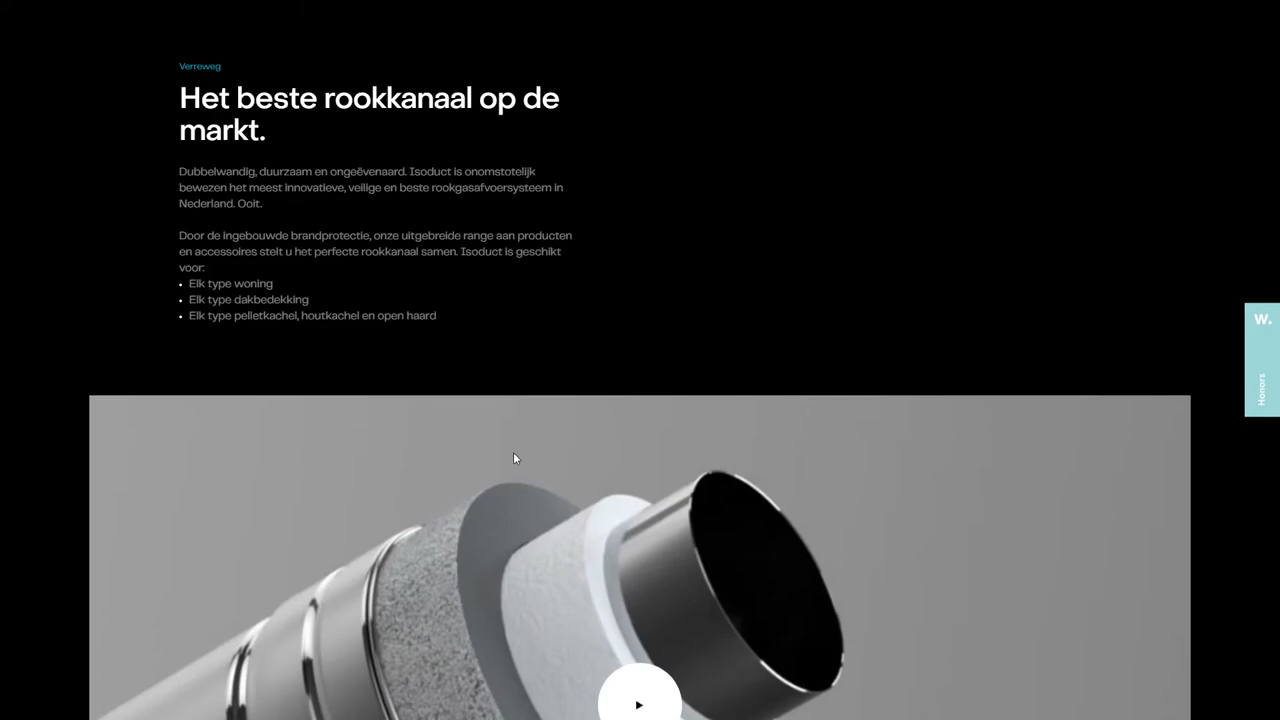 Verreweg
Het beste rookkanaal op de
markt.
Dubbelwandig, duurzaam en ongeëvenaard. Isoduct is onomstotelijk
bewezen het meest innovatieve, veilige en beste rookgasafvoersysteem in
Nederland. Ooit.
Door de ingebouwde brandprotectie, onze uitgebreide range aan producten
en accessoires stelt u het perfecte rookkanaal samen. Isoduct is geschikt
voor:
• Elk type woning
• Elk type dakbedekking
• Elk type pelletkachel, houtkachel en open haard
W.
Honors